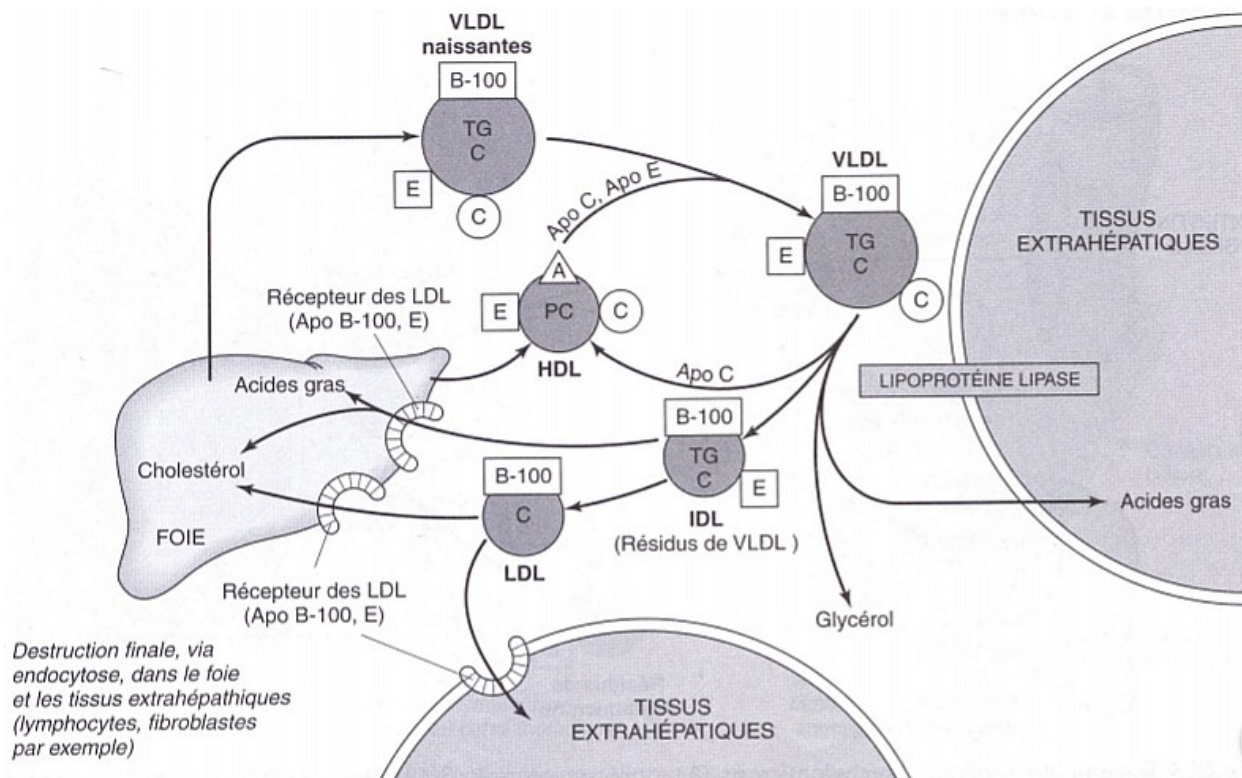 VLDL
naissantes
B-100
TG
C
E
C
Apo C, Apo E
VLDL
B-100
TG
C
E
C
TISSUS
EXTRAHÉPATIQUES
A
E
PC
C
HDL
Récepteur des LDL
(Apo B-100, E)
Acides gras
Apo C
LIPOPROTÉINE LIPASE
B-100
TG
C
E
IDL
(Résidus de VLDL )
Cholestérol
B-100
C
LDL
FOIE
Acides gras
Récepteur des LDL
(Apo B-100, E)
Glycérol
Destruction finale, via
endocytose, dans le foie
et les tissus extrahépathiques
(lymphocytes, fibroblastes
par exemple)
TISSUS
EXTRAHÉPATIQUES